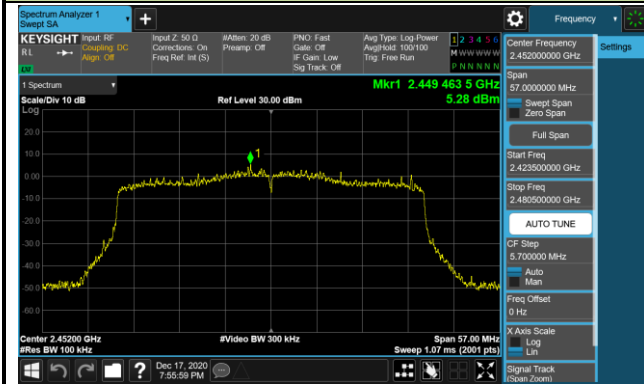 Spectrum Analyzer 1
Swept SA
Frequency
KEYSIGHT
RL
Input: RF
Coupling: DC
Align: Off
Input Z: 50 Ω
Corrections: On
Freq Ref: Int (S)
#Atten: 20 dB
Preamp: Off
PNO: Fast
Gate: Off
IF Gain: Low
Sig Track: Off
Avg Type: Log-Power
Avg|Hold: 100/100
Trig: Free Run
1 2 3 4 5 6
M W W W W W
P N N N N N
Center Frequency
2.452000000 GHz
Settings
Span
57.0000000 MHz
Swept Span
Zero Span
Full Span
Start Freq
2.423500000 GHz
Stop Freq
2.480500000 GHz
AUTO TUNE
CF Step
5.700000 MHz
Auto
Man
Freq Offset
0 Hz
X Axis Scale
Log
Lin
Signal Track
(Span Zoom)
1 Spectrum
Scale/Div 10 dB
Log
Ref Level 30.00 dBm
Mkr1 2.449 463 5 GHz
5.28 dBm
1
20.0
10.0
0.00
-10.0
-20.0
-30.0
-40.0
-50.0
-60.0
Center 2.45200 GHz
#Res BW 100 kHz
#Video BW 300 kHz
Span 57.00 MHz
Sweep 1.07 ms (2001 pts)
?
Dec 17, 2020
7:55:59 PM